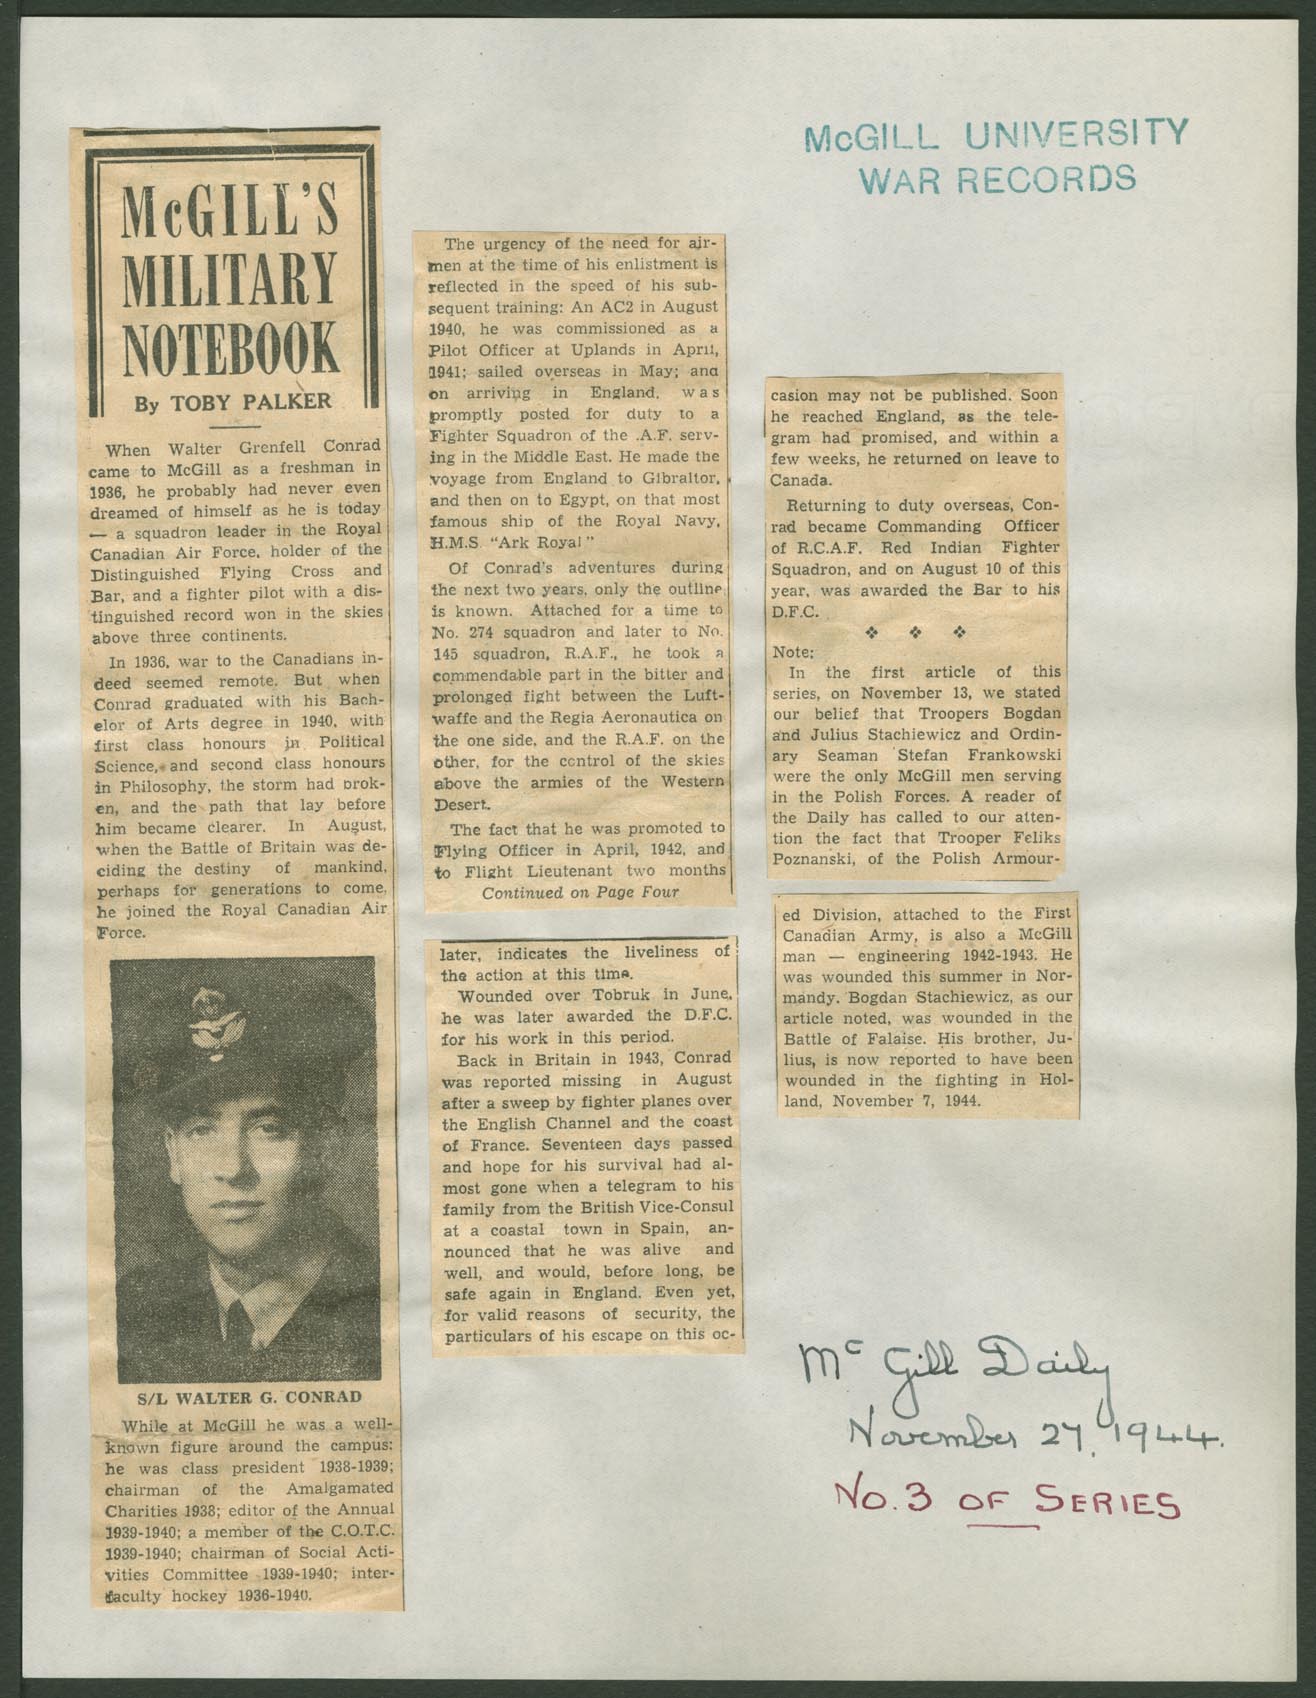 McGILL UNIVERSITY
WAR RECORDS
McGILL'S
MILITARY
NOTEBOOK
By TOBY PALKER
When Walter Grenfell Conrad
came to McGill as a freshman in
1936, he probably had never even
dreamed of himself as he is today
— a squadron leader in the Royal
Canadian Air Force, holder of the
Distinguished Flying Cross and
Bar, and a fighter pilot with a dis-
tinguished record won in the skies
above three continents.
In 1936, war to the Canadians in-
deed seemed remote. But when
Conrad graduated with his Bach-
elor of Arts degree in 1940, with
first class honours in Political
Science, and second class honours
in Philosophy, the storm had brok-
en, and the path that lay before
him became clearer. In August,
when the Battle of Britain was de-
ciding the destiny of mankind,
perhaps for generations to come,
he joined the Royal Canadian Air
Force.
S/L WALTER G. CONRAD
While at McGill he was a well-
known figure around the campus:
he was class president 1938-1939;
chairman of the Amalgamated
Charities 1938; editor of the Annual
1939-1940; a member of the C.O.T.C.
1939-1940; chairman of Social Acti-
vities Committee 1939-1940; inter-
faculty hockey 1936-1940.
The urgency of the need for air-
men at the time of his enlistment is
reflected in the speed of his sub-
sequent training: An AC2 in August
1940, he was commissioned as a
Pilot Officer at Uplands in April,
1941; sailed overseas in May; and
on arriving in England, was
promptly posted for duty to a
Fighter Squadron of the .A.F. serv-
ing in the Middle East. He made the
voyage from England to Gibraltor,
and then on to Egypt, on that most
famous ship of the Royal Navy,
H.M.S. "Ark Royal"
Of Conrad's adventures during
the next two years, only the outline
is known. Attached for a time to
No. 274 squadron and later to No.
145 squadron, R.A.F., he took a
commendable part in the bitter and
prolonged fight between the Luft-
waffe and the Regia Aeronautica on
the one side, and the R.A.F. on the
other, for the control of the skies
above the armies of the Western
Desert.
The fact that he was promoted to
Flying Officer in April, 1942, and
to Flight Lieutenant two months
Continued on Page Four
later, indicates the liveliness of
the action at this time.
Wounded over Tobruk in June,
he was later awarded the D.F.C.
for his work in this period.
Back in Britain in 1943, Conrad
was reported missing in August
after a sweep by fighter planes over
the English Channel and the coast
of France. Seventeen days passed
and hope for his survival had al-
most gone when a telegram to his
family from the British Vice-Consul
at a coastal town in Spain, an-
nounced that he was alive and
well, and would, before long, be
safe again in England. Even yet,
for valid reasons of security, the
particulars of his escape on this oc-
casion may not be published. Soon
he reached England, as the tele-
gram had promised, and within a
few weeks, he returned on leave to
Canada.
Returning to duty overseas, Con-
rad became Commanding Officer
of R.C.A.F. Red Indian Fighter
Squadron, and on August 10 of this
year, was awarded the Bar to his
D.F.C.
❖ ❖ ❖
Note:
In the first article of this
series, on November 13, we stated
our belief that Troopers Bogdan
and Julius Stachiewicz and Ordin-
ary Seaman Stefan Frankowski
were the only McGill men serving
in the Polish Forces. A reader of
the Daily has called to our atten-
tion the fact that Trooper Feliks
Poznanski, of the Polish Armour-
ed Division, attached to the First
Canadian Army, is also a McGill
man — engineering 1942-1943. He
was wounded this summer in Nor-
mandy. Bogdan Stachiewicz, as our
article noted, was wounded in the
Battle of Falaise. His brother, Ju-
lius, is now reported to have been
wounded in the fighting in Hol-
land, November 7, 1944.
McGill Daily
November 27, 1944.
No. 3 OF SERIES